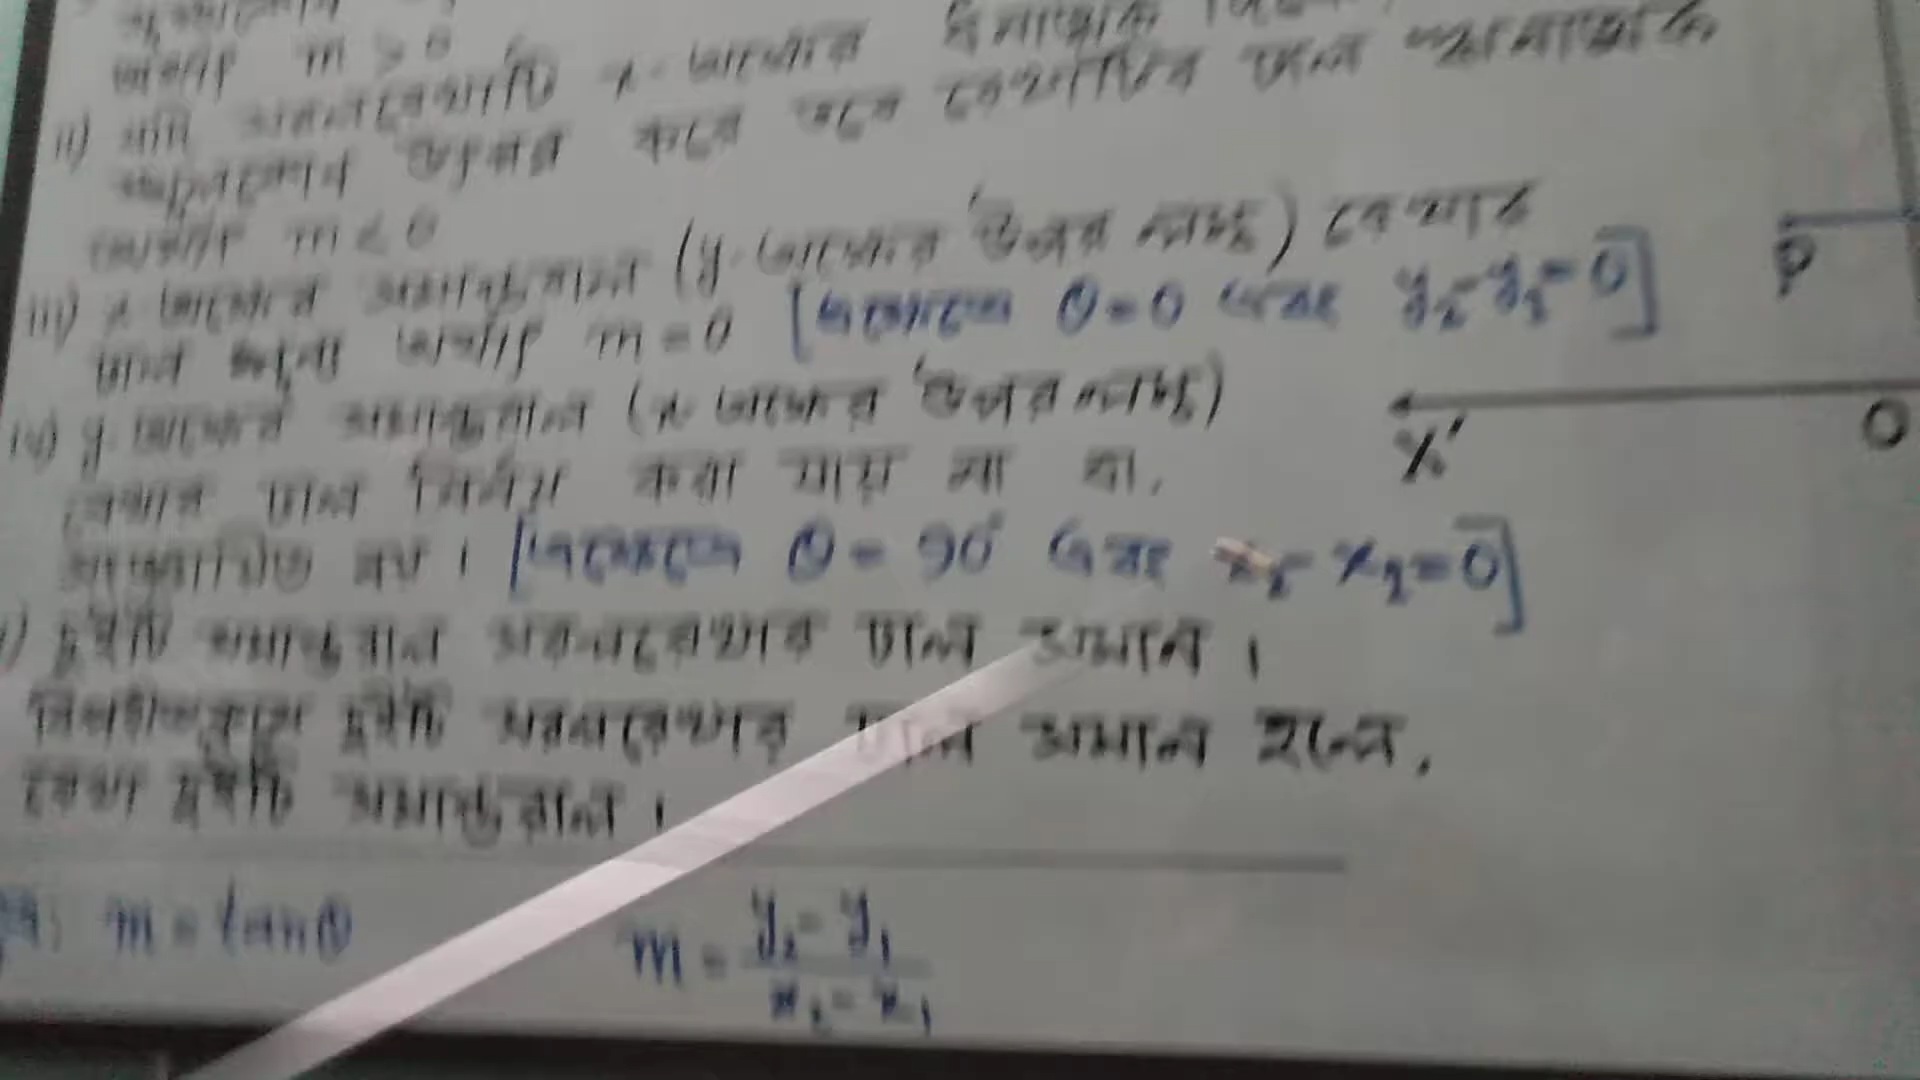 অর্থাৎ m > 0
ii) যদি সরলরেখাটি x-অক্ষের
সূক্ষ্মকোণ উৎপন্ন করে তবে রেখাটির ঢাল ঋনাত্মক
অর্থাৎ m < 0
iii) x-অক্ষের সমান্তরাল (y-অক্ষের উপর লম্ব) রেখার
ঢাল শূন্য অর্থাৎ m = 0 [এক্ষেত্রে θ = 0 এবং y₂ - y₁ = 0]
iv) y-অক্ষের সমান্তরাল (x-অক্ষের উপর লম্ব)
রেখার ঢাল নির্ণয় করা যায় না বা,
অসংজ্ঞায়িত হয়। [এক্ষেত্রে θ = 90° এবং x₂ - x₁ = 0]
v) দুইটি সমান্তরাল সরলরেখার ঢাল সমান।
বিপরীতক্রমে দুইটি সরলরেখার ঢাল সমান হলে,
রেখা দুইটি সমান্তরাল।
m = tanθ
m = (y₂ - y₁)/(x₂ - x₁)
P
X' O